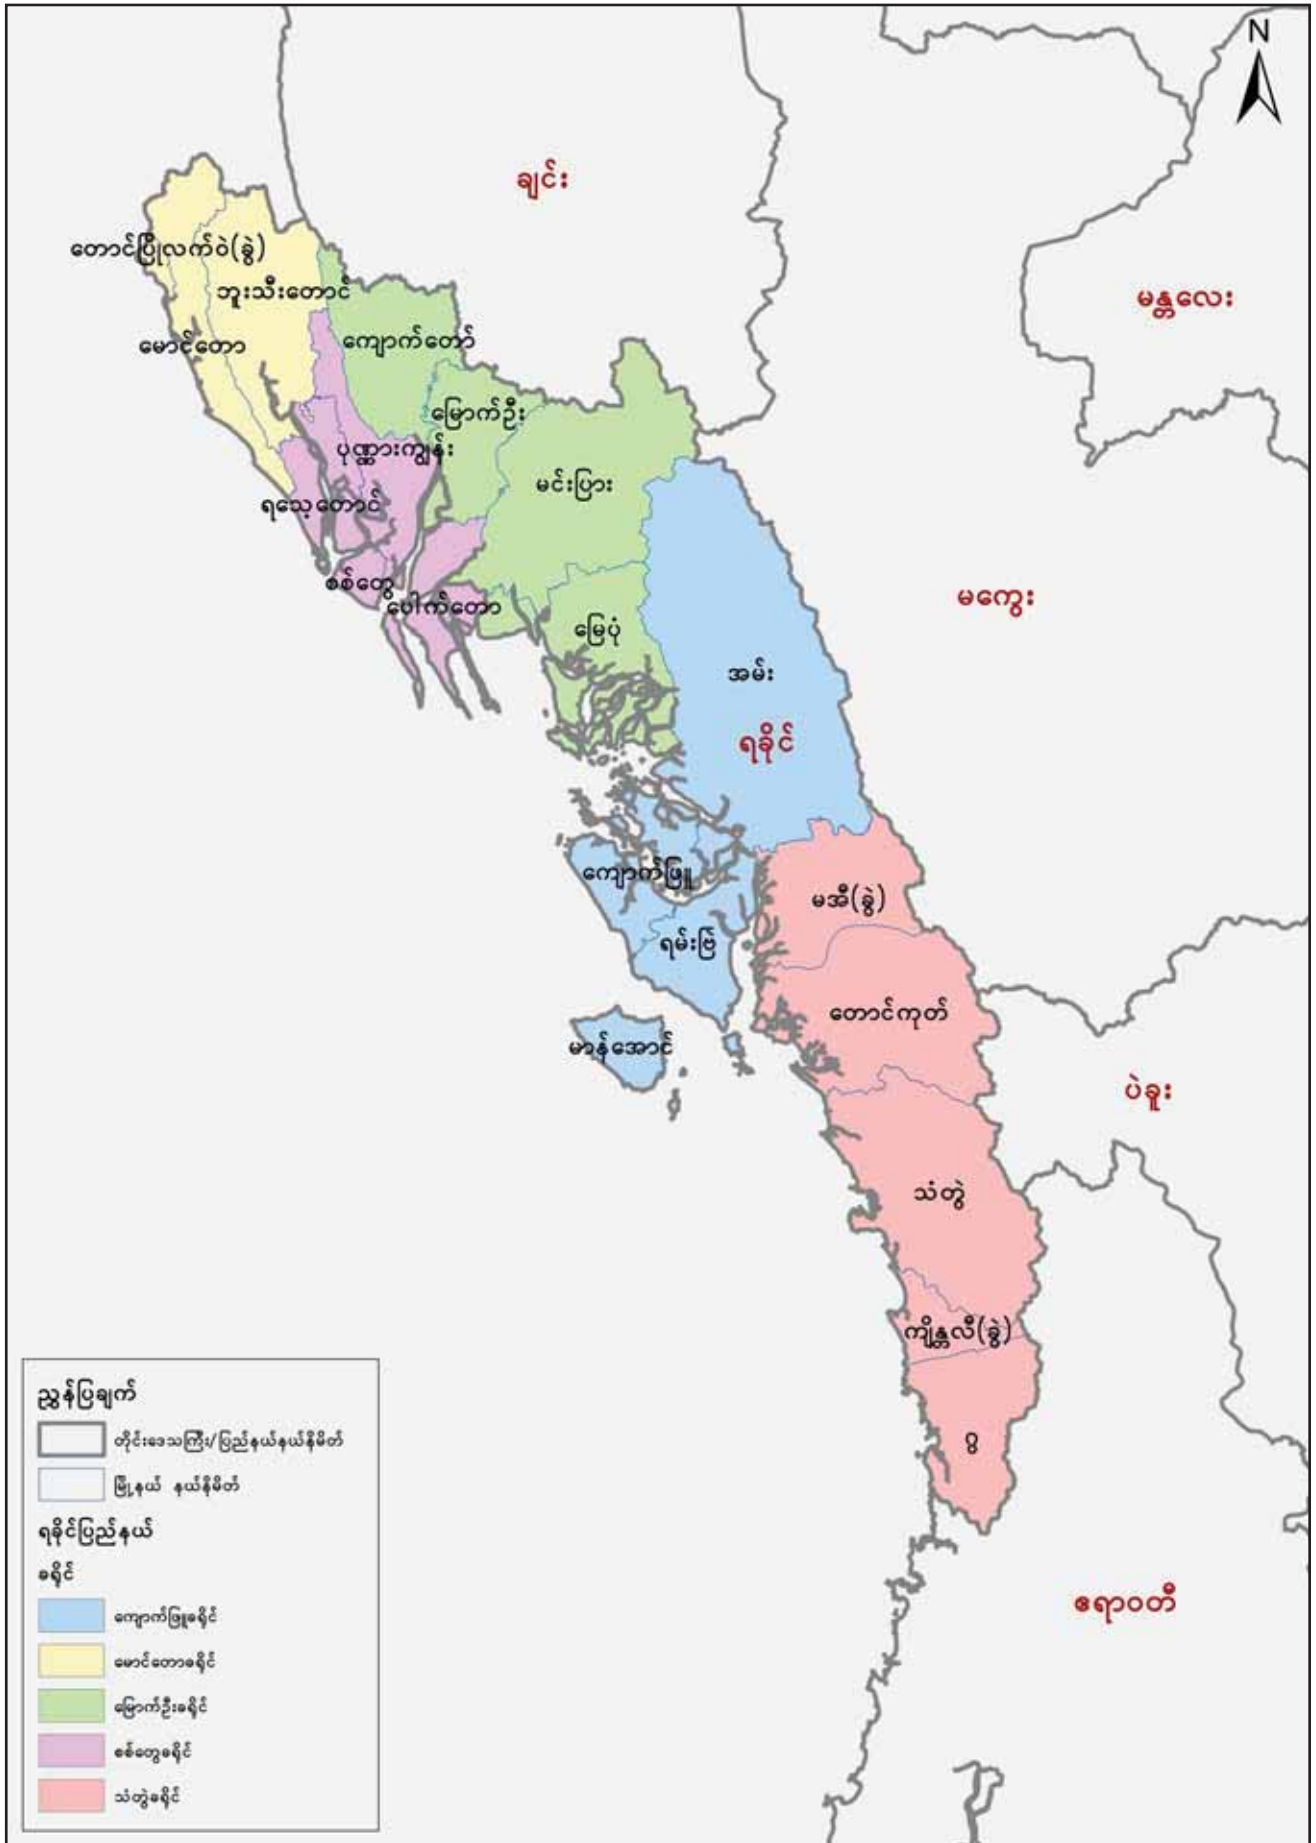 N
ချင်း
တောင်ပြိုလက်ဝဲ(ခွဲ)
ဘူးသီးတောင်
မန္တလေး
မောင်တော
ကျောက်တော်
မြောက်ဦး
ပုဏ္ဏားကျွန်း
မင်းပြား
ရသေ့တောင်
စစ်တွေ
မကွေး
ပေါက်တော
မြေပုံ
အမ်း
ရခိုင်
ကျောက်ဖြူ
မအီ(ခွဲ)
ရမ်းဗြဲ
တောင်ကုတ်
မာန်အောင်
ပဲခူး
သံတွဲ
ကျိန္တလီ(ခွဲ)
ဂွ
ဧရာဝတီ
ညွှန်ပြချက်
တိုင်းဒေသကြီး/ပြည်နယ်နယ်နိမိတ်
မြို့နယ် နယ်နိမိတ်
ရခိုင်ပြည်နယ်
ခရိုင်
ကျောက်ဖြူခရိုင်
မောင်တောခရိုင်
မြောက်ဦးခရိုင်
စစ်တွေခရိုင်
သံတွဲခရိုင်